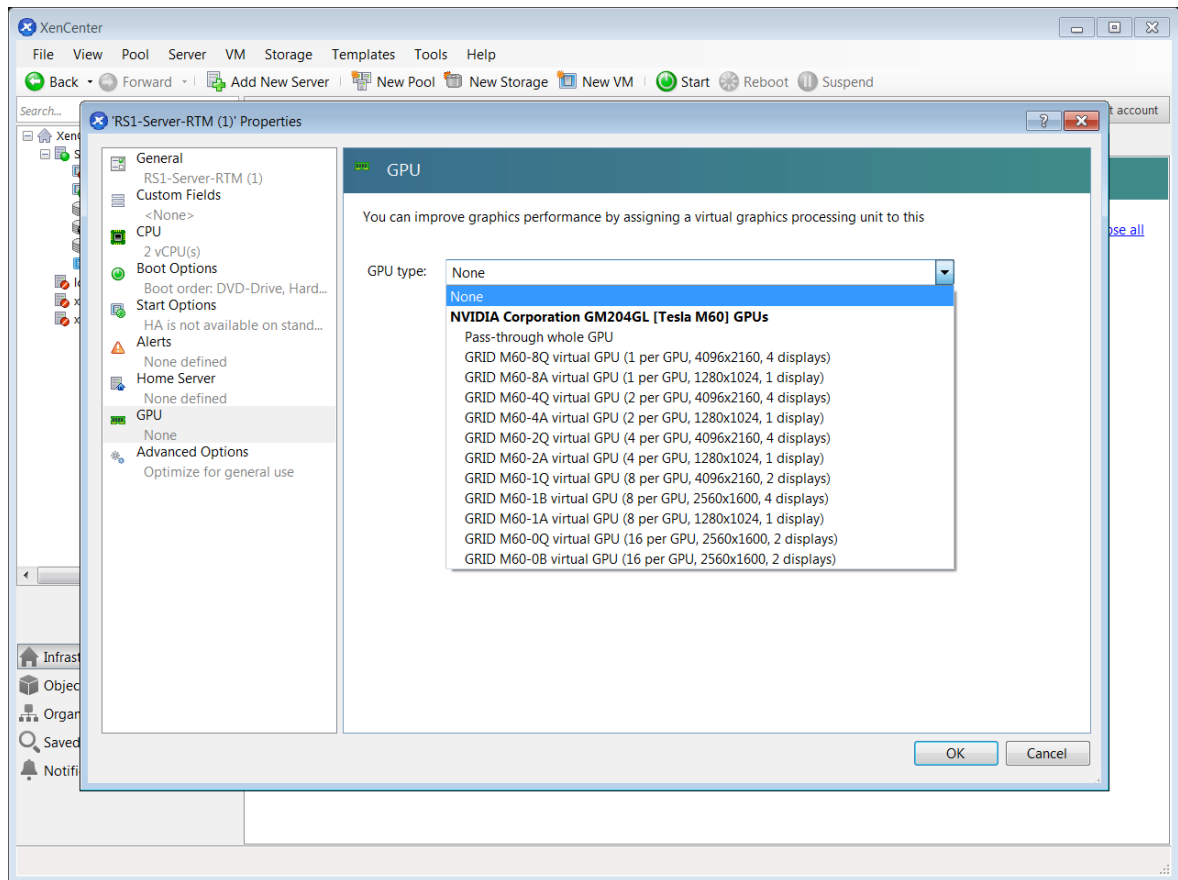 XenCenter
File View Pool Server VM Storage Templates Tools Help
Back Forward Add New Server New Pool New Storage New VM Start Reboot Suspend
Search...
account
'RS1-Server-RTM (1)' Properties
General
RS1-Server-RTM (1)
Custom Fields
<None>
CPU
2 vCPU(s)
Boot Options
Boot order: DVD-Drive, Hard...
Start Options
HA is not available on stand...
Alerts
None defined
Home Server
None defined
GPU
None
Advanced Options
Optimize for general use
GPU
You can improve graphics performance by assigning a virtual graphics processing unit to this
all
GPU type: None
None
NVIDIA Corporation GM204GL [Tesla M60] GPUs
Pass-through whole GPU
GRID M60-8Q virtual GPU (1 per GPU, 4096x2160, 4 displays)
GRID M60-8A virtual GPU (1 per GPU, 1280x1024, 1 display)
GRID M60-4Q virtual GPU (2 per GPU, 4096x2160, 4 displays)
GRID M60-4A virtual GPU (2 per GPU, 1280x1024, 1 display)
GRID M60-2Q virtual GPU (4 per GPU, 4096x2160, 4 displays)
GRID M60-2A virtual GPU (4 per GPU, 1280x1024, 1 display)
GRID M60-1Q virtual GPU (8 per GPU, 4096x2160, 2 displays)
GRID M60-1B virtual GPU (8 per GPU, 2560x1600, 4 displays)
GRID M60-1A virtual GPU (8 per GPU, 1280x1024, 1 display)
GRID M60-0Q virtual GPU (16 per GPU, 2560x1600, 2 displays)
GRID M60-0B virtual GPU (16 per GPU, 2560x1600, 2 displays)
OK Cancel
Infrast
Objec
Organ
Saved
Notifi